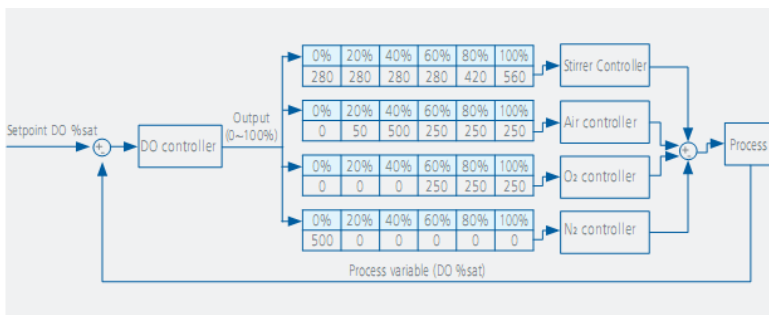 0% 20% 40% 60% 80% 100%
280 280 280 280 420 560
Stirrer Controller
Setpoint DO %sat
DO controller
Output
(0~100%)
0% 20% 40% 60% 80% 100%
0 50 500 250 250 250
Air controller
Process
0% 20% 40% 60% 80% 100%
0 0 0 250 250 250
O₂ controller
0% 20% 40% 60% 80% 100%
500 0 0 0 0 0
N₂ controller
Process variable (DO %sat)